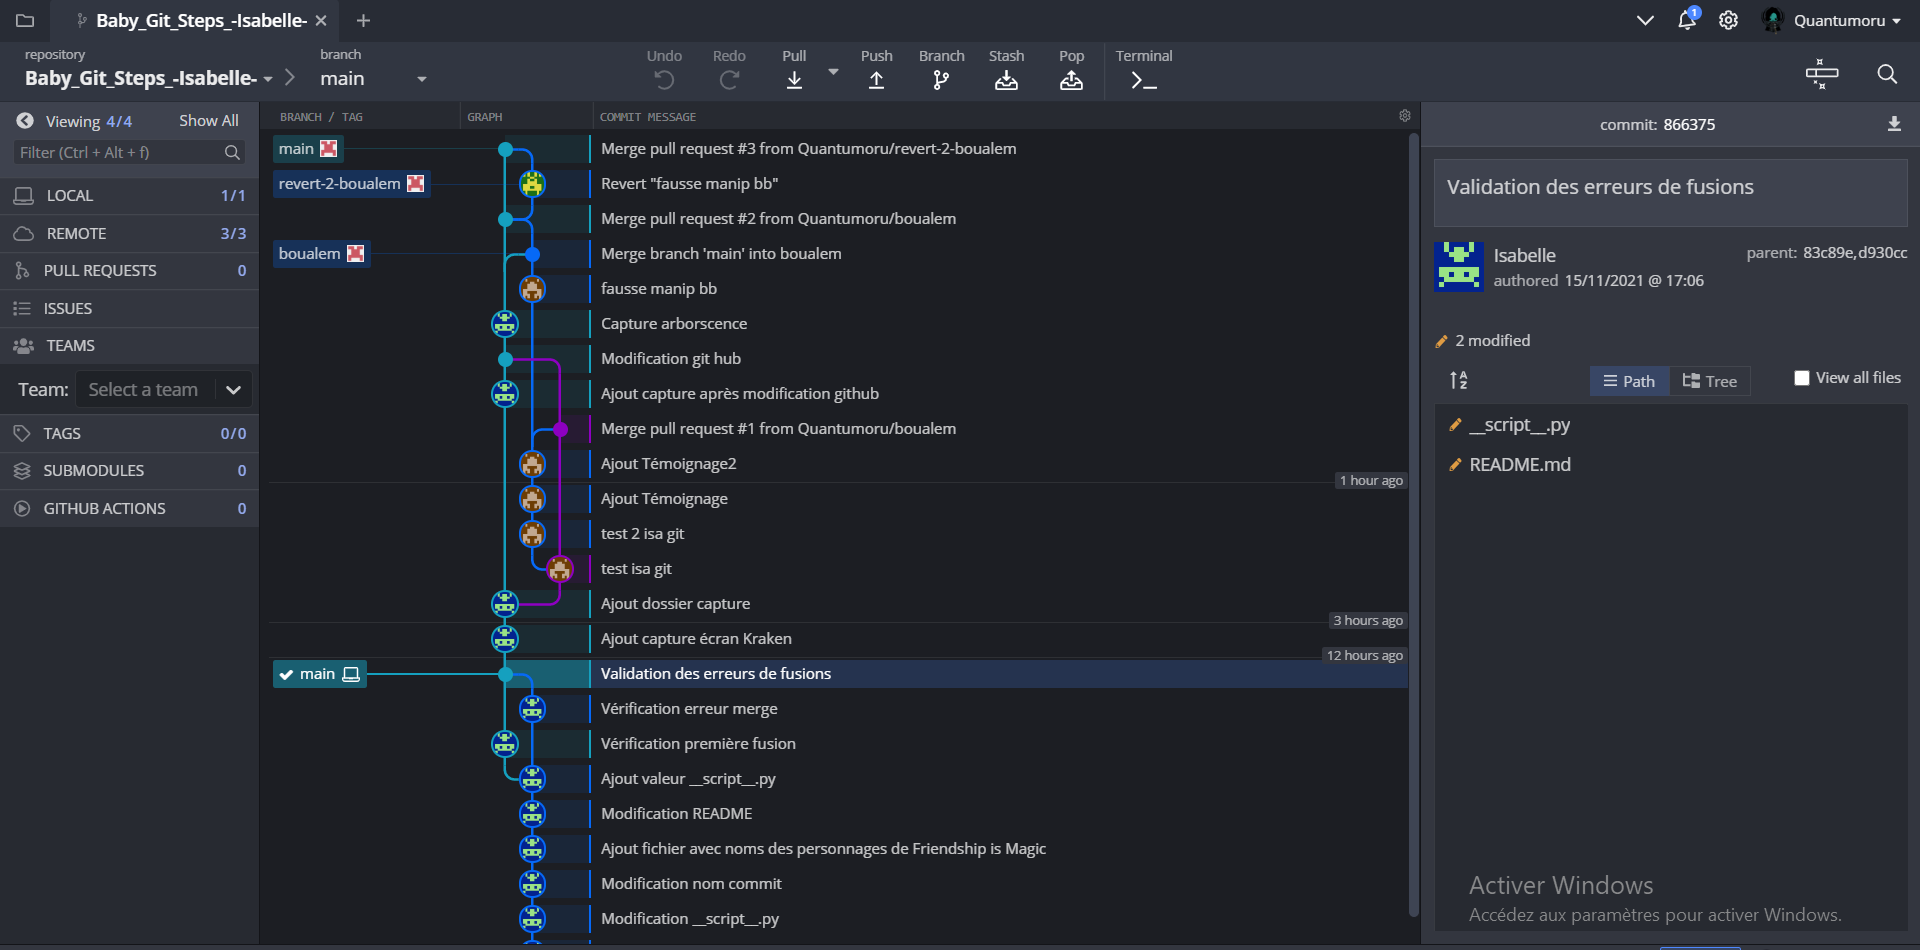 Baby_Git_Steps_-Isabelle-
1
Quantumoru
repository
Baby_Git_Steps_-Isabelle-
branch
main
Undo
Redo
Pull
Push
Branch
Stash
Pop
Terminal
Viewing 4/4
Show All
Filter (Ctrl + Alt + f)
LOCAL 1/1
REMOTE 3/3
PULL REQUESTS 0
ISSUES
TEAMS
Team: Select a team
TAGS 0/0
SUBMODULES 0
GITHUB ACTIONS 0
BRANCH / TAG
GRAPH
COMMIT MESSAGE
main
Merge pull request #3 from Quantumoru/revert-2-boualem
revert-2-boualem
Revert "fausse manip bb"
Merge pull request #2 from Quantumoru/boualem
boualem
Merge branch 'main' into boualem
fausse manip bb
Capture arborscence
Modification git hub
Ajout capture après modification github
Merge pull request #1 from Quantumoru/boualem
Ajout Témoignage2
1 hour ago
Ajout Témoignage
test 2 isa git
test isa git
Ajout dossier capture
3 hours ago
Ajout capture écran Kraken
12 hours ago
main
Validation des erreurs de fusions
Vérification erreur merge
Vérification première fusion
Ajout valeur __script__.py
Modification README
Ajout fichier avec noms des personnages de Friendship is Magic
Modification nom commit
Modification __script__.py
commit: 866375
Validation des erreurs de fusions
Isabelle
authored 15/11/2021 @ 17:06
parent: 83c89e,d930cc
2 modified
Path
Tree
View all files
__script__.py
README.md
Activer Windows
Accédez aux paramètres pour activer Windows.